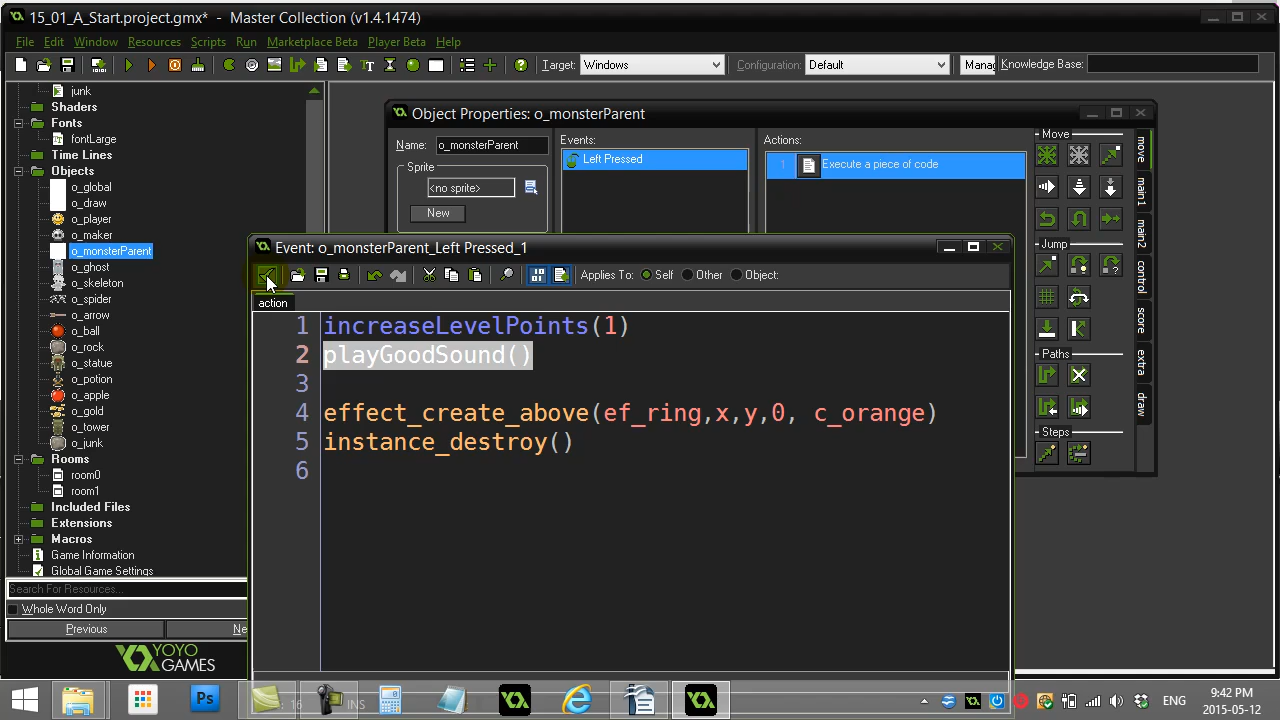 15_01_A_Start.project.gmx* - Master Collection (v1.4.1474)
File Edit Window Resources Scripts Run Marketplace Beta Player Beta Help
Target: Windows Configuration: Default Knowledge Base:
junk
Shaders
Fonts
fontLarge
Time Lines
Objects
o_global
o_draw
o_player
o_maker
o_monsterParent
o_ghost
o_skeleton
o_spider
o_arrow
o_ball
o_rock
o_statue
o_potion
o_apple
o_gold
o_tower
o_junk
Rooms
room0
room1
Included Files
Extensions
Macros
Game Information
Global Game Settings
Search For Resources...
Whole Word Only
Previous
YOYO
GAMES
Object Properties: o_monsterParent
Name: o_monsterParent
Sprite
<no sprite>
New
Events:
Left Pressed
Actions:
1 Execute a piece of code
Move
Jump
Paths
Steps
move
main1
main2
control
score
extra
draw
Event: o_monsterParent_Left Pressed_1
Applies To: Self Other Object:
action
1 increaseLevelPoints(1)
2 playGoodSound()
3
4 effect_create_above(ef_ring,x,y,0, c_orange)
5 instance_destroy()
6
16
INS
Ps
ENG
9:42 PM
2015-05-12